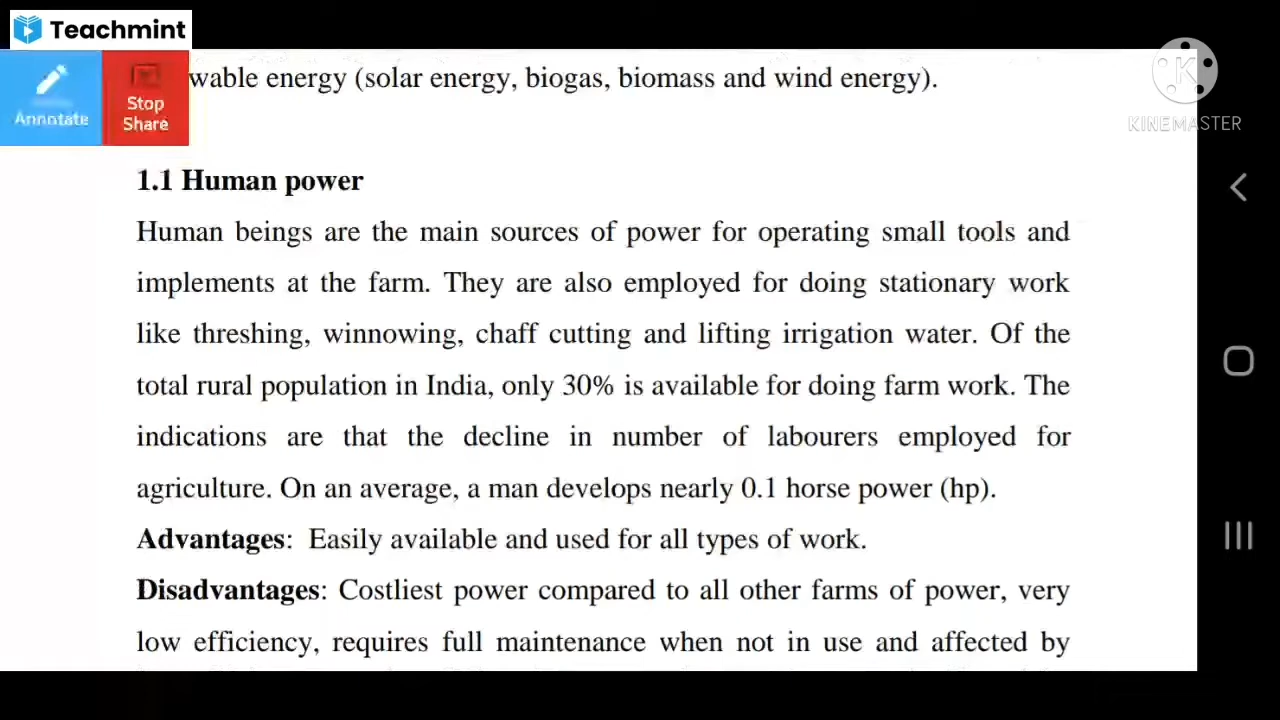 Teachmint
Annotate
Stop
Share
KINEMASTER
wable energy (solar energy, biogas, biomass and wind energy).
1.1 Human power
Human beings are the main sources of power for operating small tools and
implements at the farm. They are also employed for doing stationary work
like threshing, winnowing, chaff cutting and lifting irrigation water. Of the
total rural population in India, only 30% is available for doing farm work. The
indications are that the decline in number of labourers employed for
agriculture. On an average, a man develops nearly 0.1 horse power (hp).
Advantages: Easily available and used for all types of work.
Disadvantages: Costliest power compared to all other farms of power, very
low efficiency, requires full maintenance when not in use and affected by